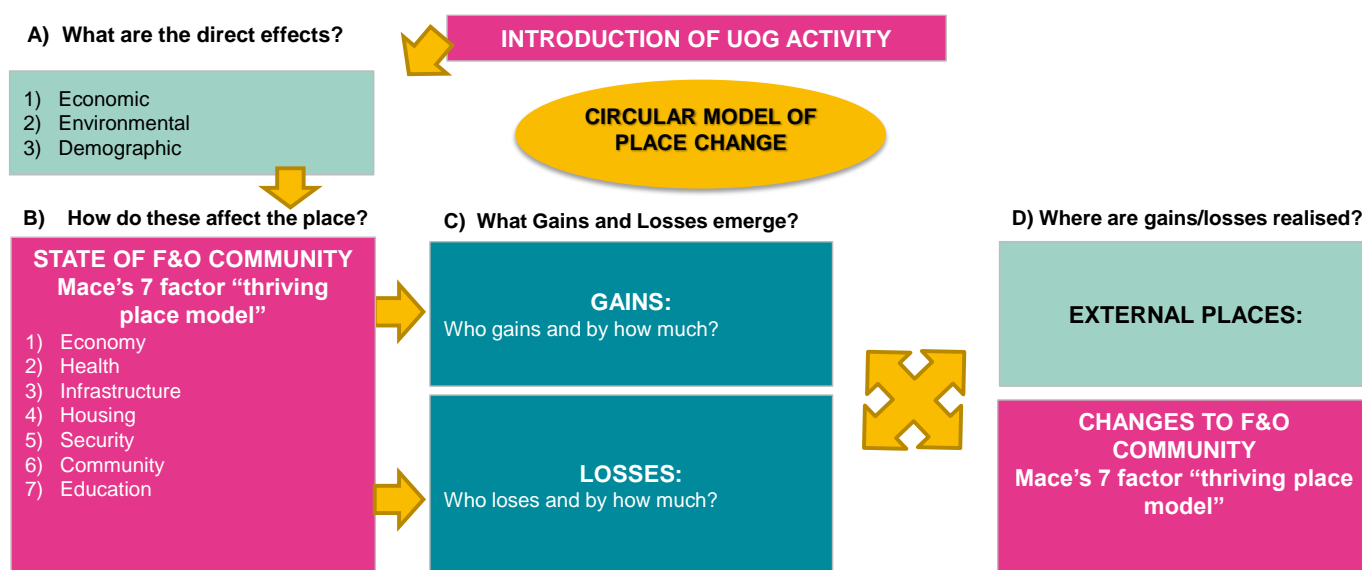 A) What are the direct effects?
INTRODUCTION OF UOG ACTIVITY
1) Economic
2) Environmental
3) Demographic
CIRCULAR MODEL OF
PLACE CHANGE
B) How do these affect the place?
STATE OF F&O COMMUNITY
Mace's 7 factor “thriving
place model”
1) Economy
2) Health
3) Infrastructure
4) Housing
5) Security
6) Community
7) Education
C) What Gains and Losses emerge?
GAINS:
Who gains and by how much?
LOSSES:
Who loses and by how much?
D) Where are gains/losses realised?
EXTERNAL PLACES:
CHANGES TO F&O
COMMUNITY
Mace's 7 factor “thriving place
model”